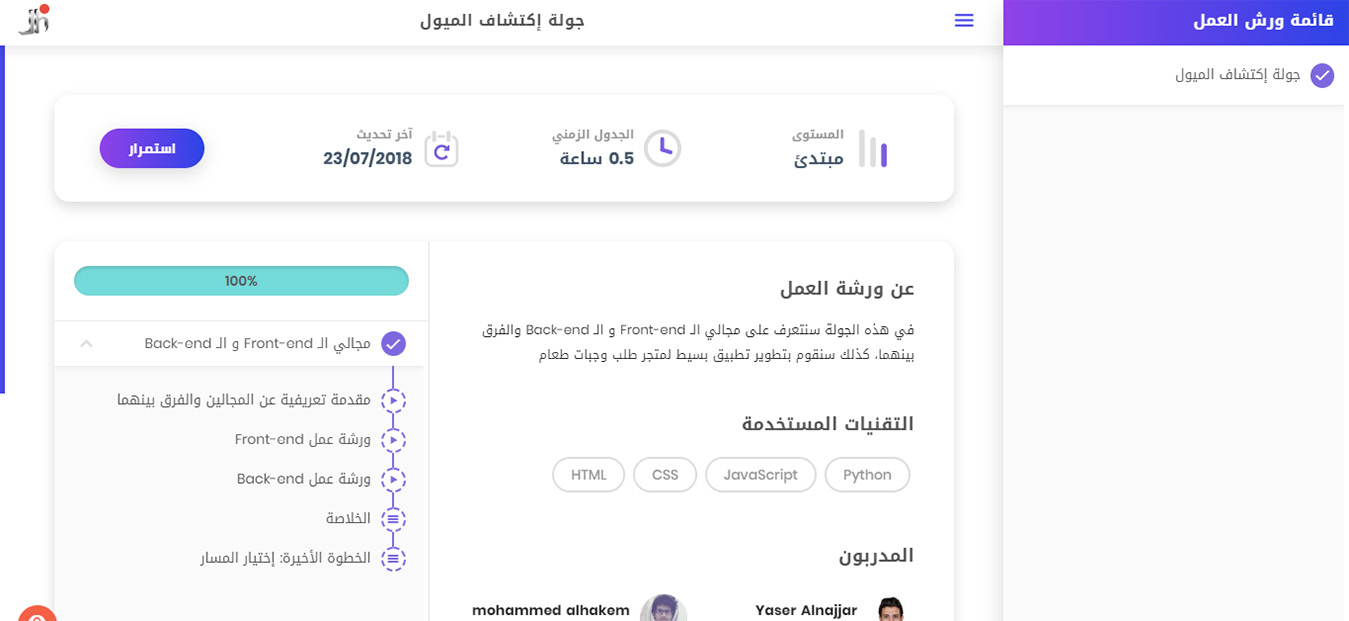 قائمة ورش العمل
جولة إكتشاف الميول
جولة إكتشاف الميول
المستوى
مبتدئ
الجدول الزمني
0.5 ساعة
آخر تحديث
23/07/2018
استمرار
عن ورشة العمل
في هذه الجولة سنتعرف على مجالي الـ Front-end و الـ Back-end والفرق
بينهما، كذلك سنقوم بتطوير تطبيق بسيط لمتجر طلب وجبات طعام
التقنيات المستخدمة
Python
JavaScript
CSS
HTML
المدربون
Yaser Alnajjar
mohammed alhakem
100%
مجالي الـ Front-end و الـ Back-end
مقدمة تعريفية عن المجالين والفرق بينهما
ورشة عمل Front-end
ورشة عمل Back-end
الخلاصة
الخطوة الأخيرة: إختيار المسار